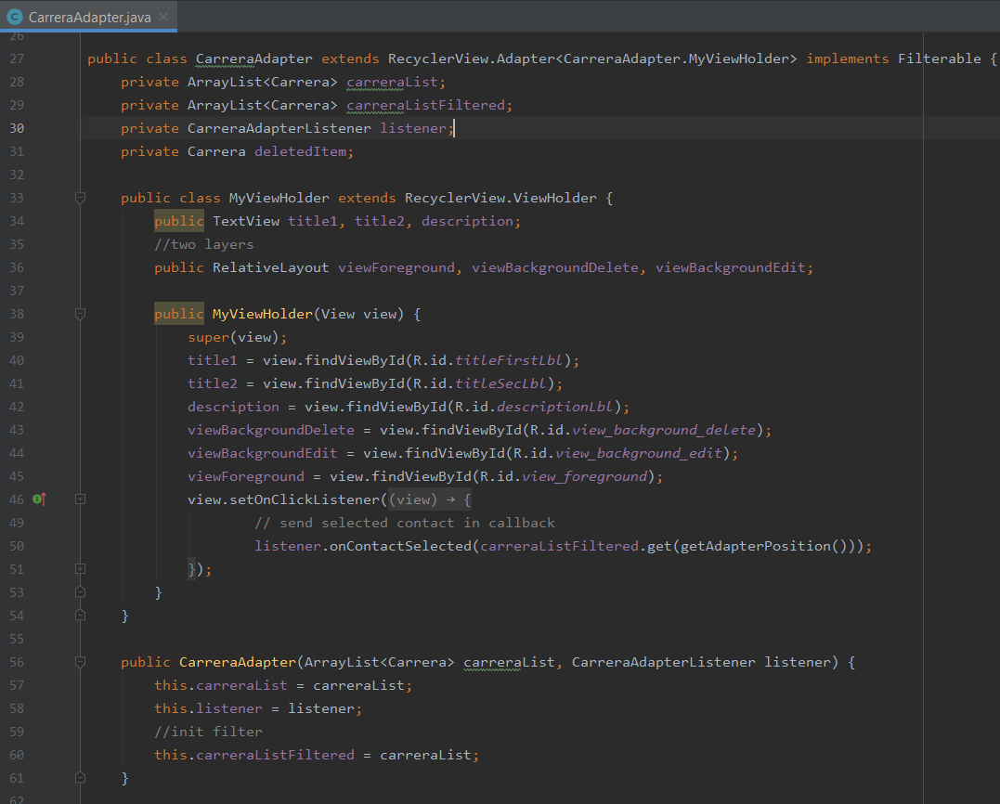 CarreraAdapter.java
26
27 public class CarreraAdapter extends RecyclerView.Adapter<CarreraAdapter.MyViewHolder> implements Filterable {
28 private ArrayList<Carrera> carreraList;
29 private ArrayList<Carrera> carreraListFiltered;
30 private CarreraAdapterListener listener;
31 private Carrera deletedItem;
32
33 public class MyViewHolder extends RecyclerView.ViewHolder {
34 public TextView title1, title2, description;
35 //two layers
36 public RelativeLayout viewForeground, viewBackgroundDelete, viewBackgroundEdit;
37
38 public MyViewHolder(View view) {
39 super(view);
40 title1 = view.findViewById(R.id.titleFirstLbl);
41 title2 = view.findViewById(R.id.titleSecLbl);
42 description = view.findViewById(R.id.descriptionLbl);
43 viewBackgroundDelete = view.findViewById(R.id.view_background_delete);
44 viewBackgroundEdit = view.findViewById(R.id.view_background_edit);
45 viewForeground = view.findViewById(R.id.view_foreground);
46 view.setOnClickListener((view) → {
49 // send selected contact in callback
50 listener.onContactSelected(carreraListFiltered.get(getAdapterPosition()));
51 });
53 }
54 }
55
56 public CarreraAdapter(ArrayList<Carrera> carreraList, CarreraAdapterListener listener) {
57 this.carreraList = carreraList;
58 this.listener = listener;
59 //init filter
60 this.carreraListFiltered = carreraList;
61 }
62